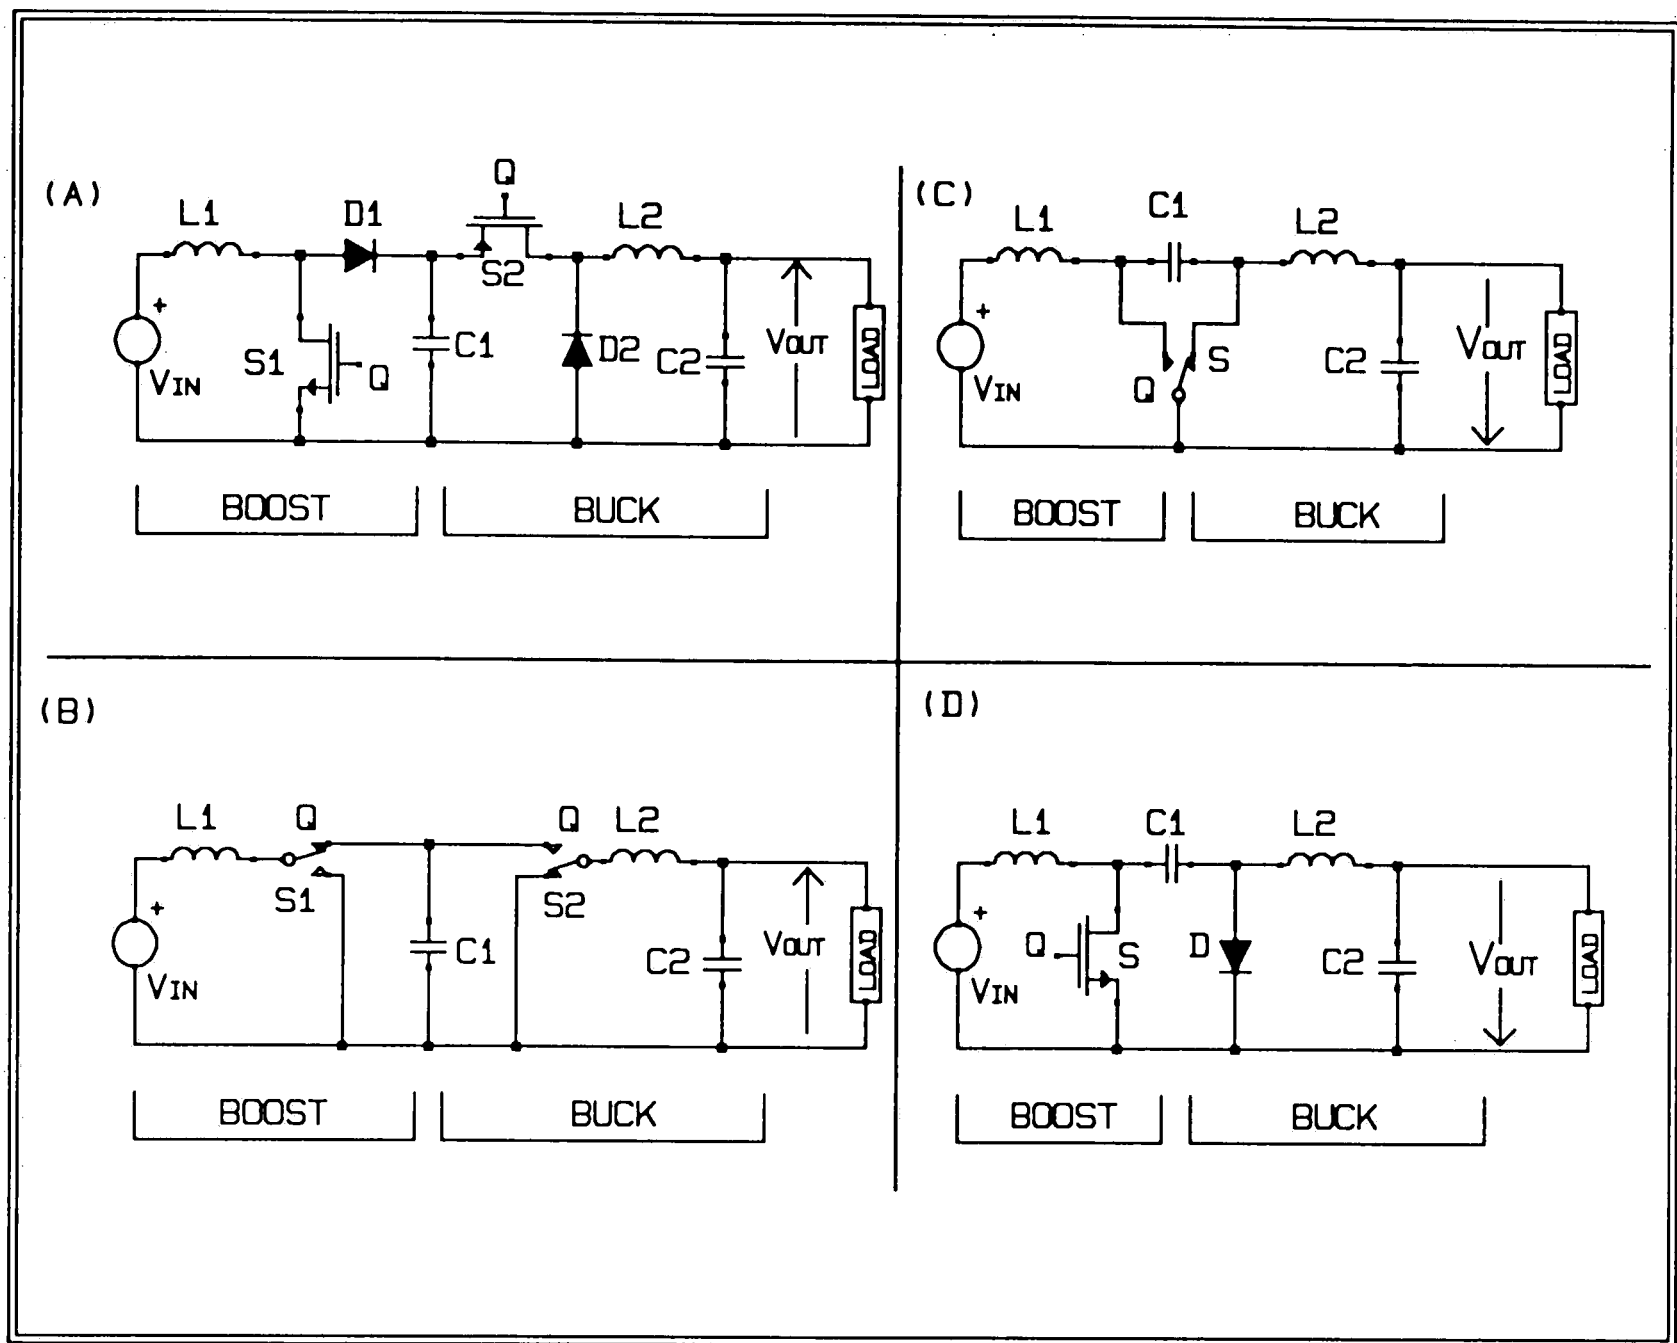 (A)
Q
L1 D1 L2
S2
+
S1 Q C1 D2 C2 VOUT LOAD
VIN
BOOST BUCK
(C)
L1 C1 L2
+
Q S C2 VOUT LOAD
VIN
BOOST BUCK
(B)
L1 Q Q L2
S1 S2
+
C1 C2 VOUT LOAD
VIN
BOOST BUCK
(D)
L1 C1 L2
+
Q S D C2 VOUT LOAD
VIN
BOOST BUCK